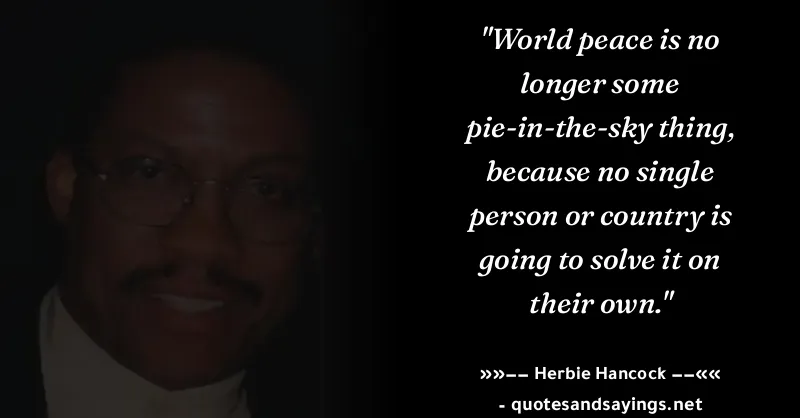 "World peace is no
longer some
pie-in-the-sky thing,
because no single
person or country is
going to solve it on
their own."
»»−− Herbie Hancock −−««
- quotesandsayings.net